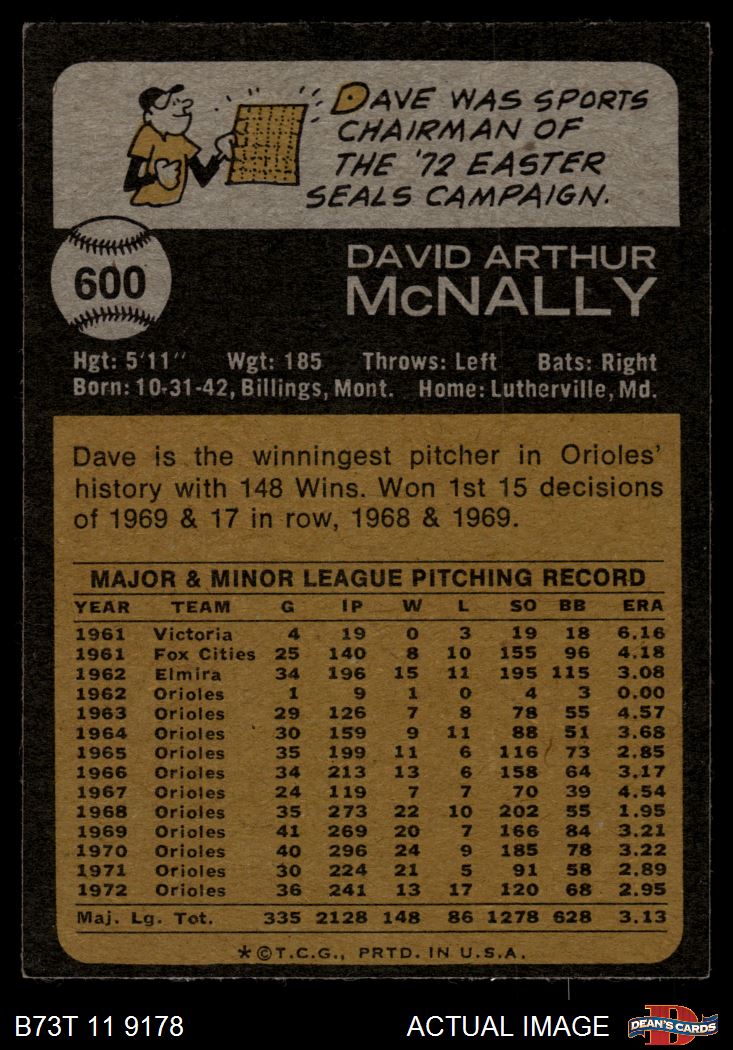 DAVE WAS SPORTS
CHAIRMAN OF
THE '72 EASTER
SEALS CAMPAIGN.
600
DAVID ARTHUR
McNALLY
Hgt: 5'11" Wgt: 185 Throws: Left Bats: Right
Born: 10-31-42, Billings, Mont. Home: Lutherville, Md.
Dave is the winningest pitcher in Orioles'
history with 148 Wins. Won 1st 15 decisions
of 1969 & 17 in row, 1968 & 1969.
MAJOR & MINOR LEAGUE PITCHING RECORD
YEAR TEAM G IP W L SO BB ERA
1961 Victoria 4 19 0 3 19 18 6.16
1961 Fox Cities 25 140 8 10 155 96 4.18
1962 Elmira 34 196 15 11 195 115 3.08
1962 Orioles 1 9 1 0 4 3 0.00
1963 Orioles 29 126 7 8 78 55 4.57
1964 Orioles 30 159 9 11 88 51 3.68
1965 Orioles 35 199 11 6 116 73 2.85
1966 Orioles 34 213 13 6 158 64 3.17
1967 Orioles 24 119 7 7 70 39 4.54
1968 Orioles 35 273 22 10 202 55 1.95
1969 Orioles 41 269 20 7 166 84 3.21
1970 Orioles 40 296 24 9 185 78 3.22
1971 Orioles 30 224 21 5 91 58 2.89
1972 Orioles 36 241 13 17 120 68 2.95
Maj. Lg. Tot. 335 2128 148 86 1278 628 3.13
*©T.C.G., PRTD. IN U.S.A.
B73T 11 9178 ACTUAL IMAGE D DEAN'S CARDS